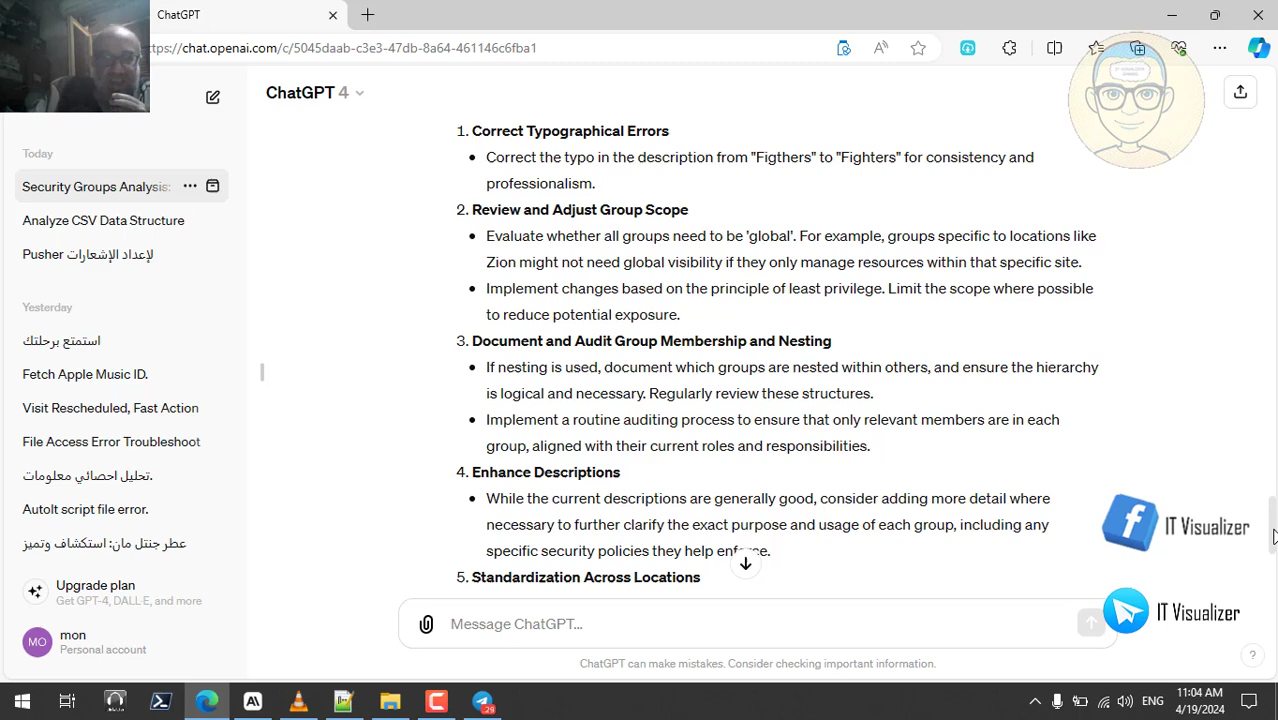 ChatGPT
ttps://chat.openai.com/c/5045daab-c3e3-47db-8a64-461146c6fba1
IT VISUALIZER
ChatGPT 4
Today
Security Groups Analysis:
Analyze CSV Data Structure
Pusher لإعداد الإشعارات
Yesterday
استمتع برحلتك
Fetch Apple Music ID.
Visit Rescheduled, Fast Action
File Access Error Troubleshoot
تحليل احصائي معلومات.
AutoIt script file error.
عطر جنتل مان: استكشاف وتميز
Upgrade plan
Get GPT-4, DALL·E, and more
MO
mon
Personal account
1. Correct Typographical Errors
• Correct the typo in the description from "Figthers" to "Fighters" for consistency and
professionalism.
2. Review and Adjust Group Scope
• Evaluate whether all groups need to be 'global'. For example, groups specific to locations like
Zion might not need global visibility if they only manage resources within that specific site.
• Implement changes based on the principle of least privilege. Limit the scope where possible
to reduce potential exposure.
3. Document and Audit Group Membership and Nesting
• If nesting is used, document which groups are nested within others, and ensure the hierarchy
is logical and necessary. Regularly review these structures.
• Implement a routine auditing process to ensure that only relevant members are in each
group, aligned with their current roles and responsibilities.
4. Enhance Descriptions
• While the current descriptions are generally good, consider adding more detail where
necessary to further clarify the exact purpose and usage of each group, including any
specific security policies they help enforce.
5. Standardization Across Locations
IT Visualizer
IT Visualizer
Message ChatGPT...
ChatGPT can make mistakes. Consider checking important information.
?
AI
29
ENG
11:04 AM
4/19/2024